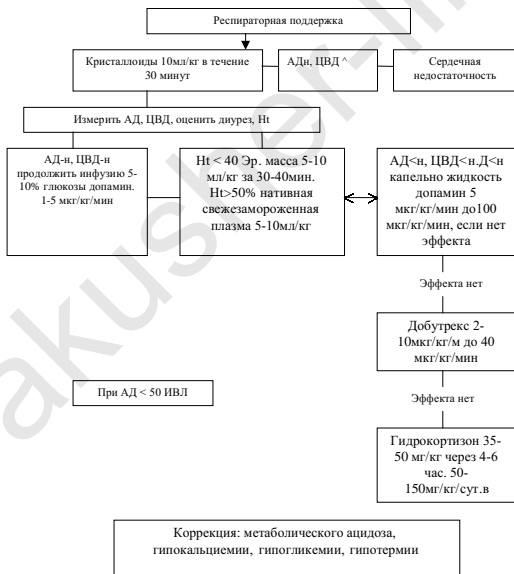 Респираторная поддержка
Кристаллоиды 10мл/кг в течение
30 минут
АДн, ЦВД ^
Сердечная
недостаточность
Измерить АД, ЦВД, оценить диурез, Ht
АД-н, ЦВД-н
продолжить инфузию 5-
10% глюкозы допамин.
1-5 мкг/кг/мин
Ht < 40 Эр. масса 5-10
мл/кг за 30-40мин.
Ht>50% нативная
свежезамороженная
плазма 5-10мл/кг
АД<н, ЦВД<н.Д<н
капельно жидкость
допамин 5
мкг/кг/мин до100
мкг/кг/мин, если нет
эффекта
Эффекта нет
Добутрекс 2-
10мкг/кг/м до 40
мкг/кг/мин
При АД < 50 ИВЛ
Эффекта нет
Гидрокортизон 35-
50 мг/кг через 4-6
час. 50-
150мг/кг/сут.в
Коррекция: метаболического ацидоза,
гипокальциемии, гипогликемии, гипотермии
akusher-li